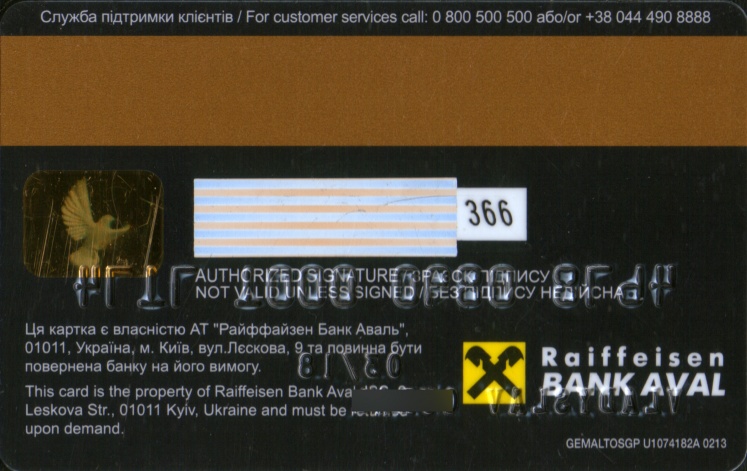 Служба підтримки клієнтів / For customer services call: 0 800 500 500 або/or +38 044 490 8888
366
AUTHORIZED SIGNATURE / ЗРАЗОК ПІДПИСУ
NOT VALID UNLESS SIGNED / БЕЗ ПІДПИСУ НЕДІЙСНА
Ця картка є власністю АТ "Райффайзен Банк Аваль",
01011, Україна, м. Київ, вул.Лєскова, 9 та повинна бути
повернена банку на його вимогу.
This card is the property of Raiffeisen Bank Aval
Leskova Str., 01011 Kyiv, Ukraine and must be
upon demand.
Raiffeisen
BANK AVAL
GEMALTOSGP U1074182A 0213